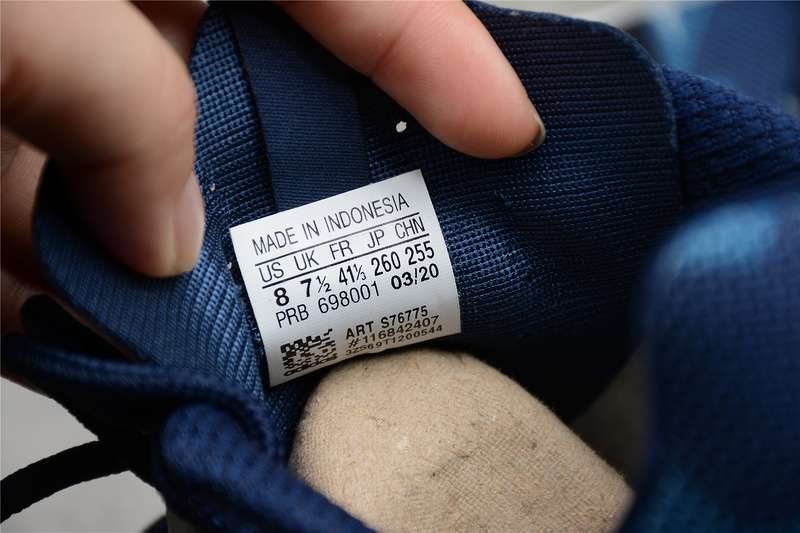 MADE IN INDONESIA
US UK FR JP CHN
8 7½ 41⅓ 260 255
PRB 698001 03/20
ART S76775
#116842407
3ZS69T1200544